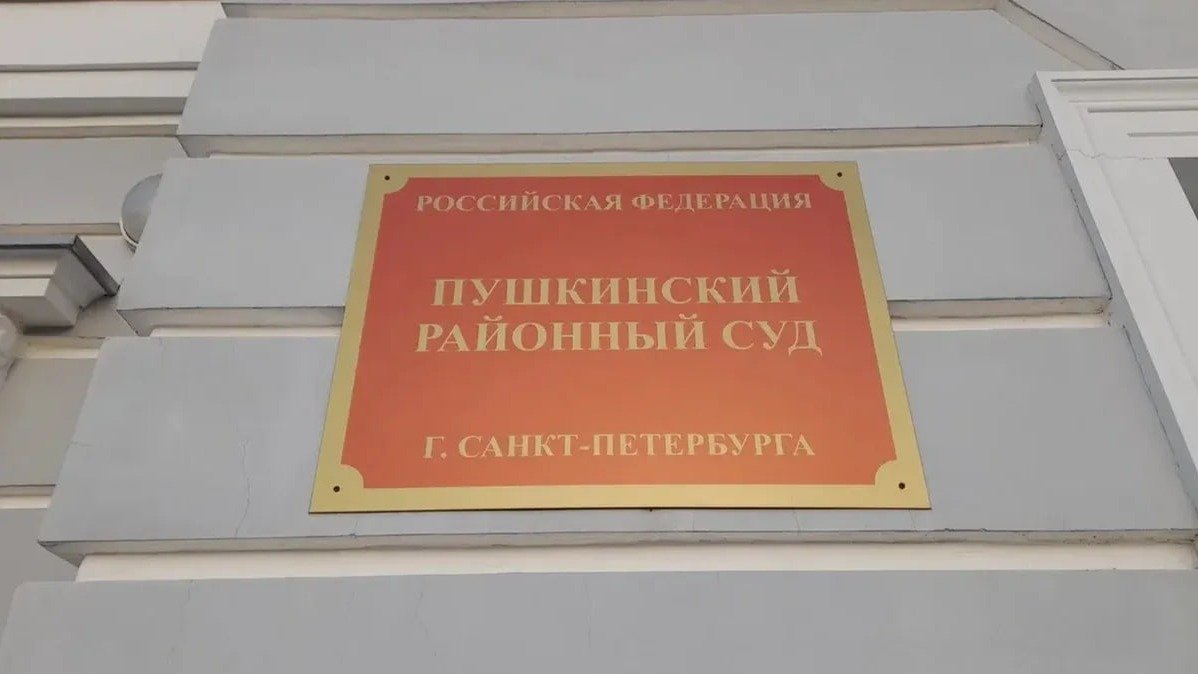 РОССИЙСКАЯ ФЕДЕРАЦИЯ
ПУШКИНСКИЙ
РАЙОННЫЙ СУД
Г. САНКТ-ПЕТЕРБУРГА